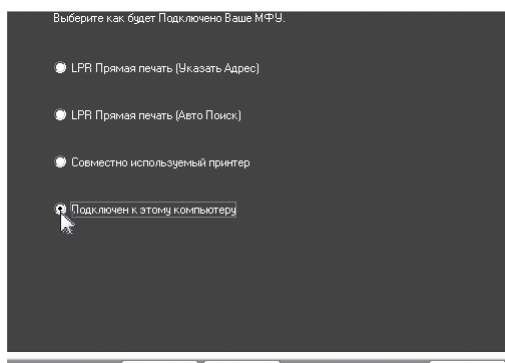 Выберите как будет Подключено Ваше МФУ.
LPR Прямая печать (Указать Адрес)
LPR Прямая печать (Авто Поиск)
Совместно используемый принтер
Подключен к этому компьютеру